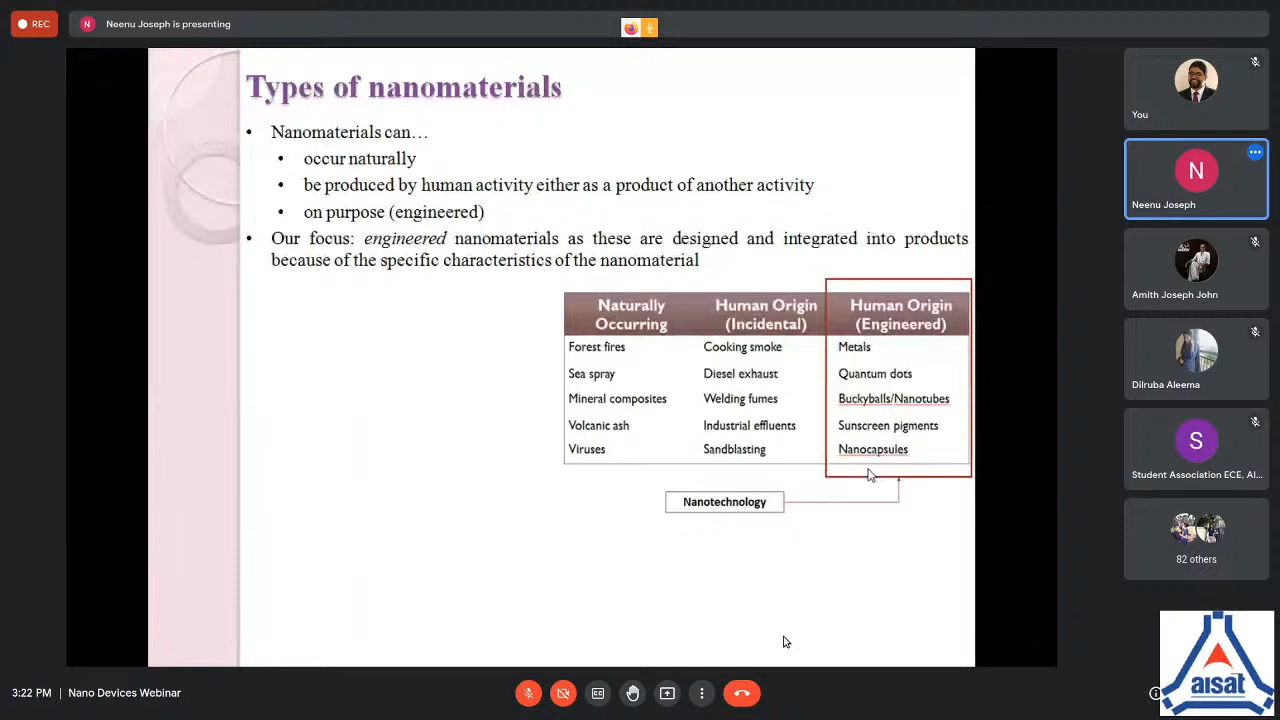 REC
N
Neenu Joseph is presenting
Types of nanomaterials
• Nanomaterials can…
• occur naturally
• be produced by human activity either as a product of another activity
• on purpose (engineered)
• Our focus: engineered nanomaterials as these are designed and integrated into products
because of the specific characteristics of the nanomaterial
Naturally Occurring
Human Origin (Incidental)
Human Origin (Engineered)
Forest fires
Cooking smoke
Metals
Sea spray
Diesel exhaust
Quantum dots
Mineral composites
Welding fumes
Buckyballs/Nanotubes
Volcanic ash
Industrial effluents
Sunscreen pigments
Viruses
Sandblasting
Nanocapsules
Nanotechnology
You
N
Neenu Joseph
Amith Joseph John
Dilruba Aleema
S
Student Association ECE, Al...
82 others
3:22 PM | Nano Devices Webinar
CC
aisat